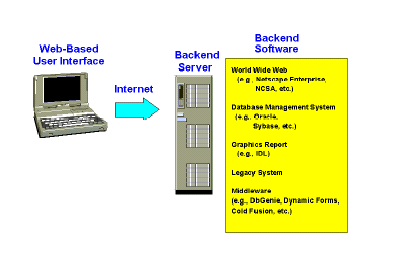 Web-Based
User Interface
Internet
Backend
Server
Backend
Software
World Wide Web
(e.g., Netscape Enterprise,
NCSA, etc.)
Database Management System
(e.g., Oracle,
Sybase, etc.)
Graphics Report
(e.g., IDL)
Legacy System
Middleware
(e.g., DbGenie, Dynamic Forms,
Cold Fusion, etc.)